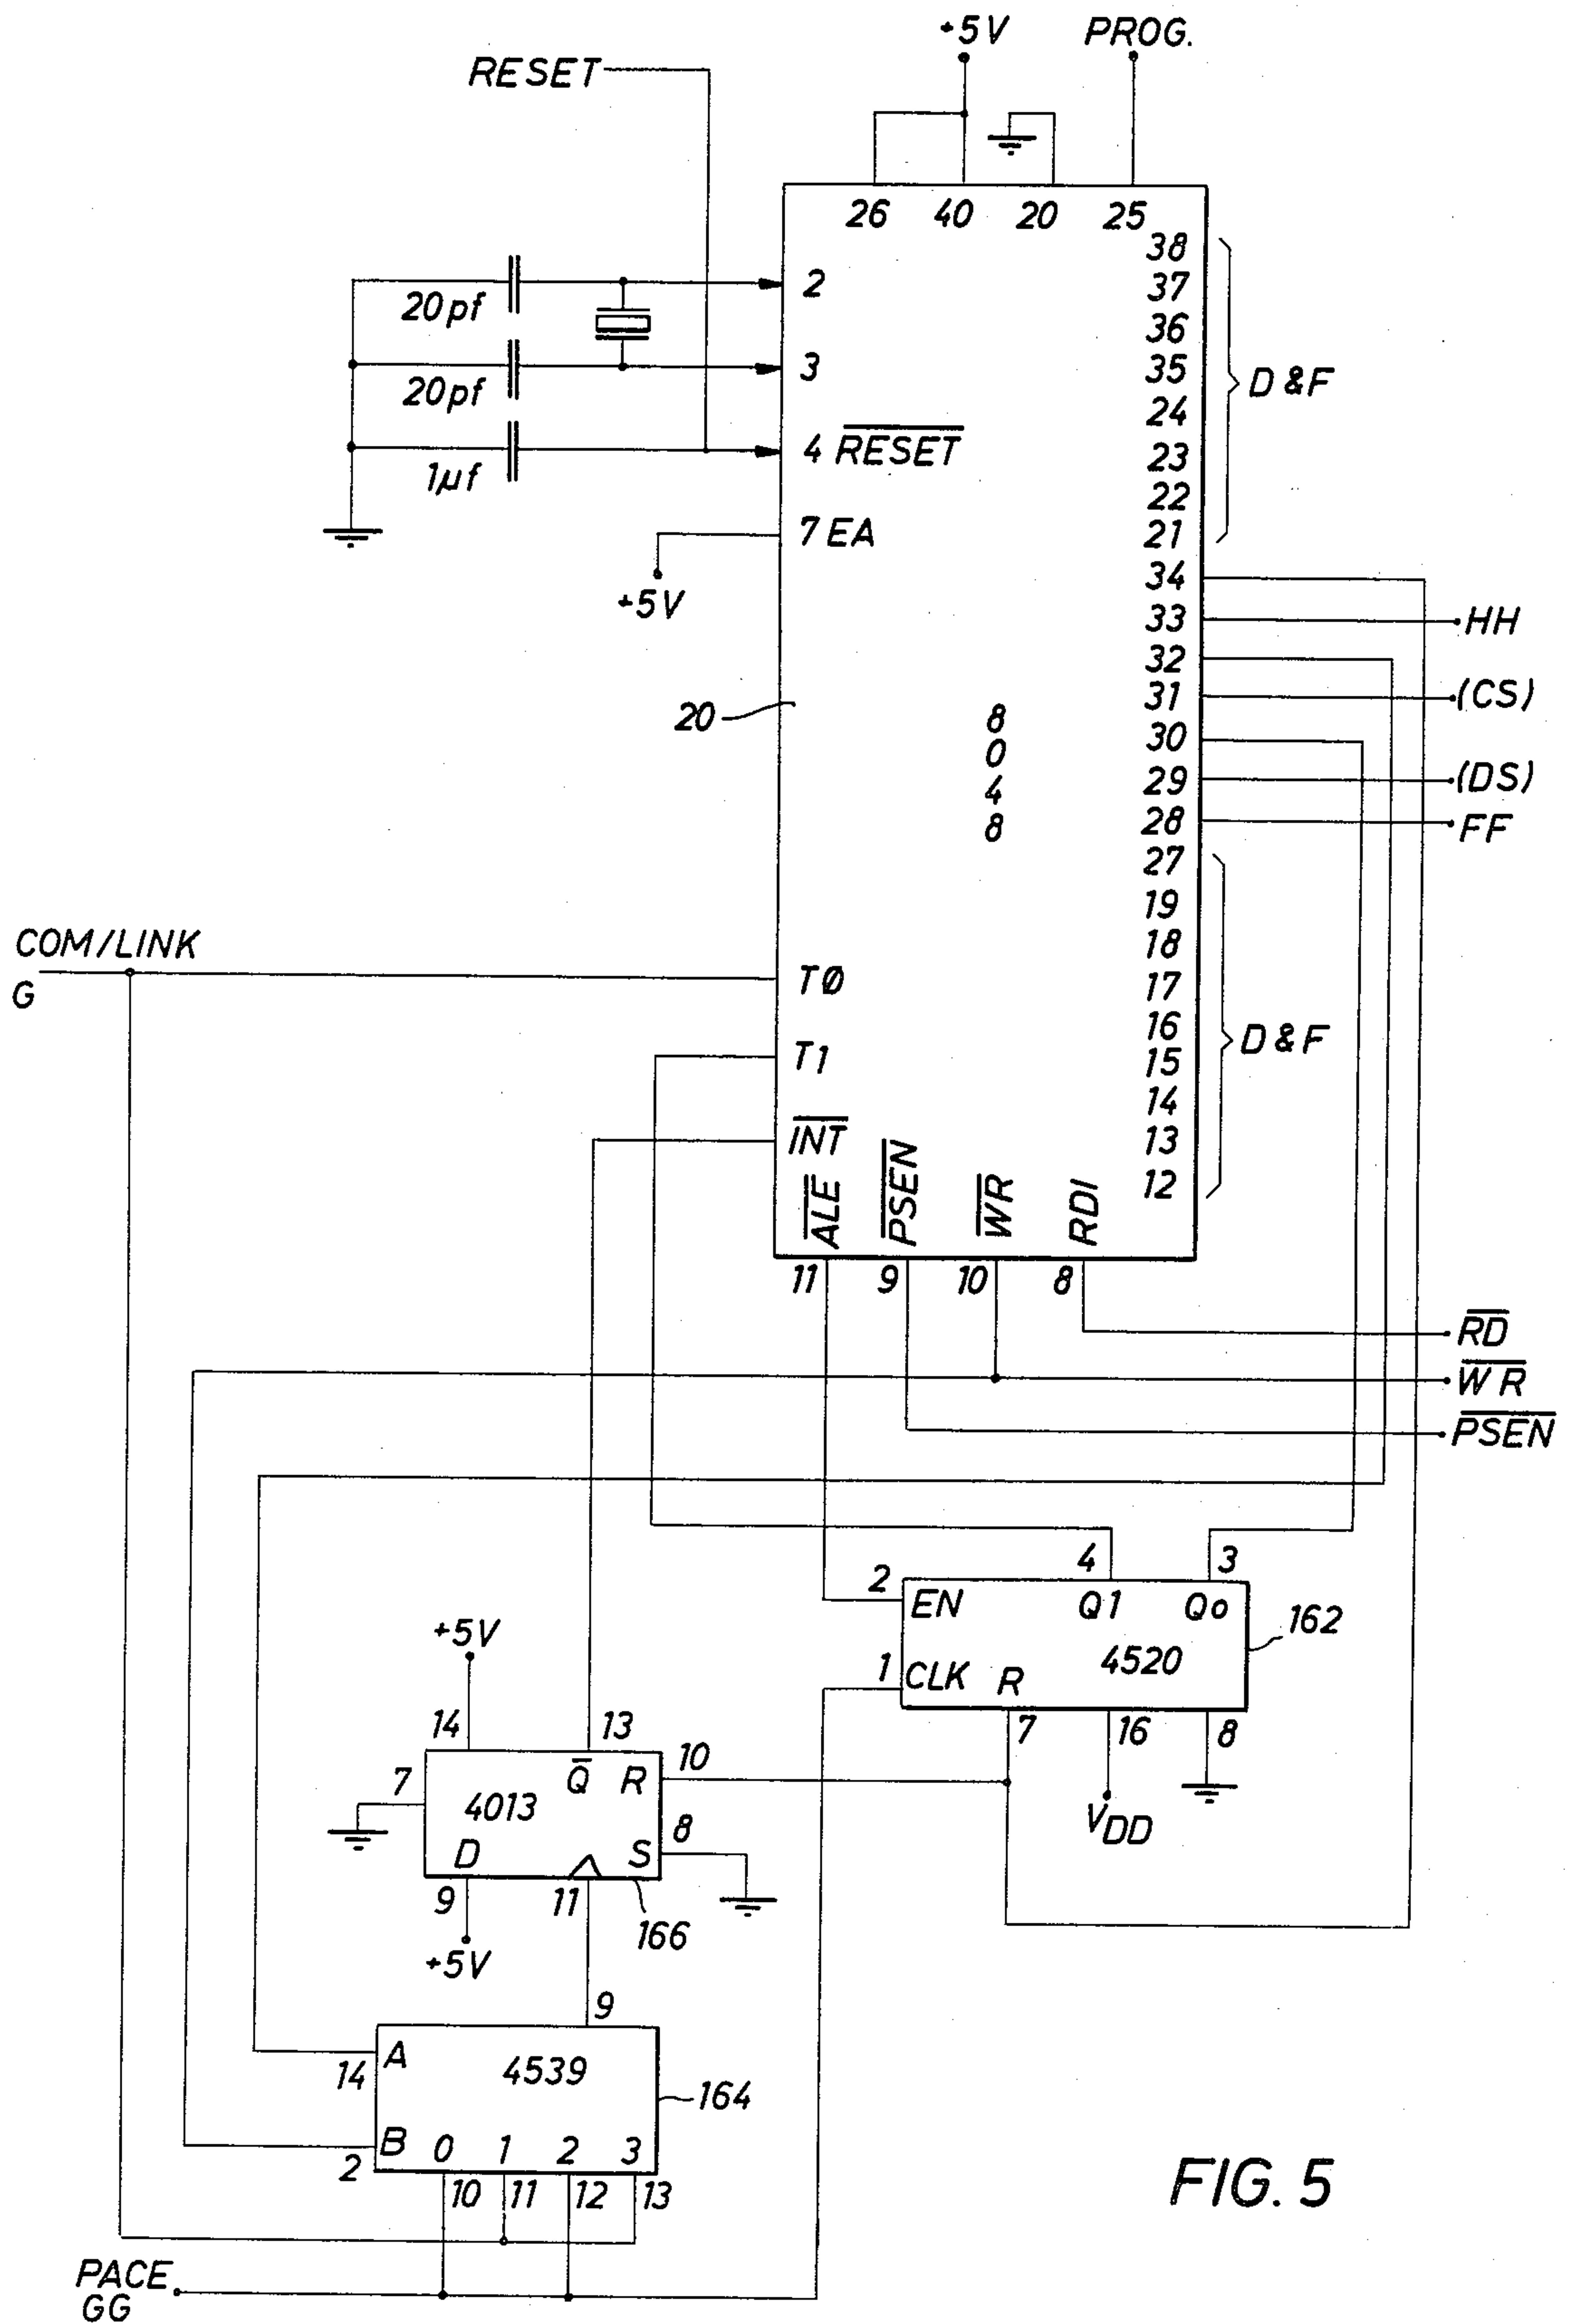 +5V PROG.
RESET
26 40 20 25
38
37
36
35
24
23
22
21
D & F
20pf
2
20pf
3
1µf
4 RESET
7 EA
+5V
34
33 HH
32
31 (CS)
30
29 (DS)
28 FF
20
8
0
4
8
27
19
18
17
16
15
14
13
12
D & F
COM/LINK
G
TØ
T1
INT
ALE PSEN WR RDI
11 9 10 8
RD
WR
PSEN
4 3
2 EN Q1 Qo
162
4520
1 CLK R
7 16 8
VDD
+5V
14 13
7 Q R 10
4013
D S 8
9 11
166
+5V
9
A
14 4539
164
B 0 1 2 3
2 10 11 12 13
PACE
GG
FIG. 5